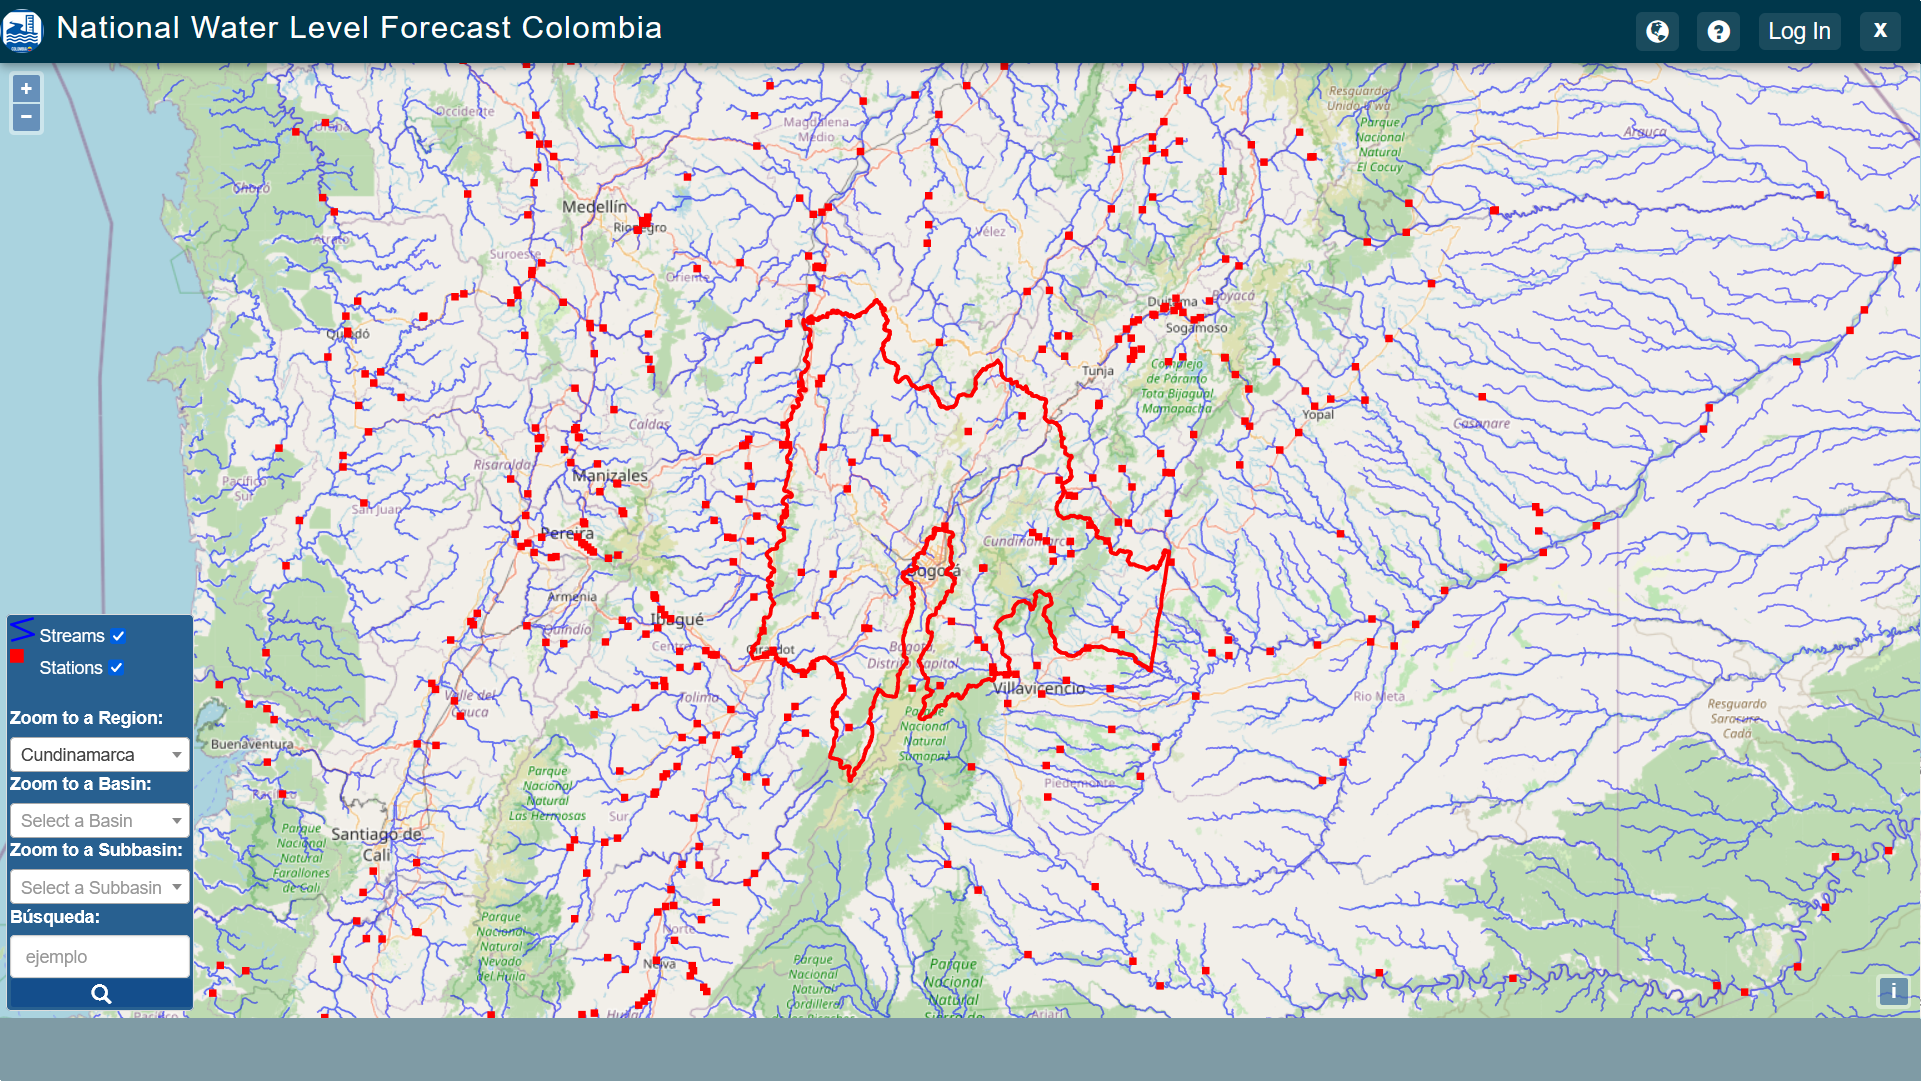 National Water Level Forecast Colombia
Log In
X
+
−
Occidente
Urabá
Magdalena
Medio
Resguardo
Unido U'wa
Parque
Nacional
Natural
El Cocuy
Arauca
Chocó
Medellín
Rionegro
Atrato
Suroeste
Oriente
Vélez
Quibdó
Duitama
Boyacá
Sogamoso
Tunja
Complejo
de Páramo
Tota Bijagual
Mamapacha
Yopal
Casanare
Caldas
Risaralda
Manizales
Pacífico
Sur
San Juan
Pereira
Cundinamarca
Bogotá
Armenia
Ibagué
Quindío
Centro
Girardot
Bogotá,
Distrito Capital
Villavicencio
Tolima
Valle del
Cauca
Río Meta
Resguardo
Saracure
Cadá
Parque
Nacional
Natural
Sumapaz
Buenaventura
Pacífico
Parque
Nacional
Natural
Las Hermosas
Piedemonte
Sur
Santiago de
Cali
Parque
Nacional
Natural
Farallones
de Cali
Parque
Nacional
Natural
Nevado
del Huila
Norte
Neiva
Parque
Nacional
Natural
Cordillera
Parque
Nacional
Natural
Huila
Ariari
Pacífico
Streams
Stations
Zoom to a Region:
Cundinamarca
Zoom to a Basin:
Select a Basin
Zoom to a Subbasin:
Select a Subbasin
Búsqueda:
ejemplo
i